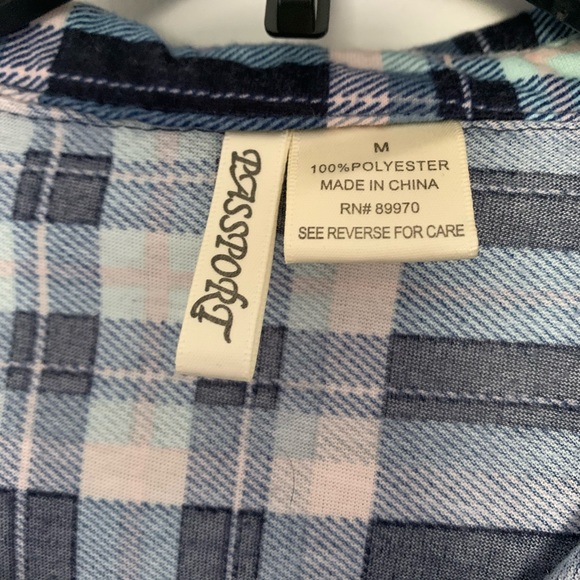 PASSPORT
M
100%POLYESTER
MADE IN CHINA
RN# 89970
SEE REVERSE FOR CARE